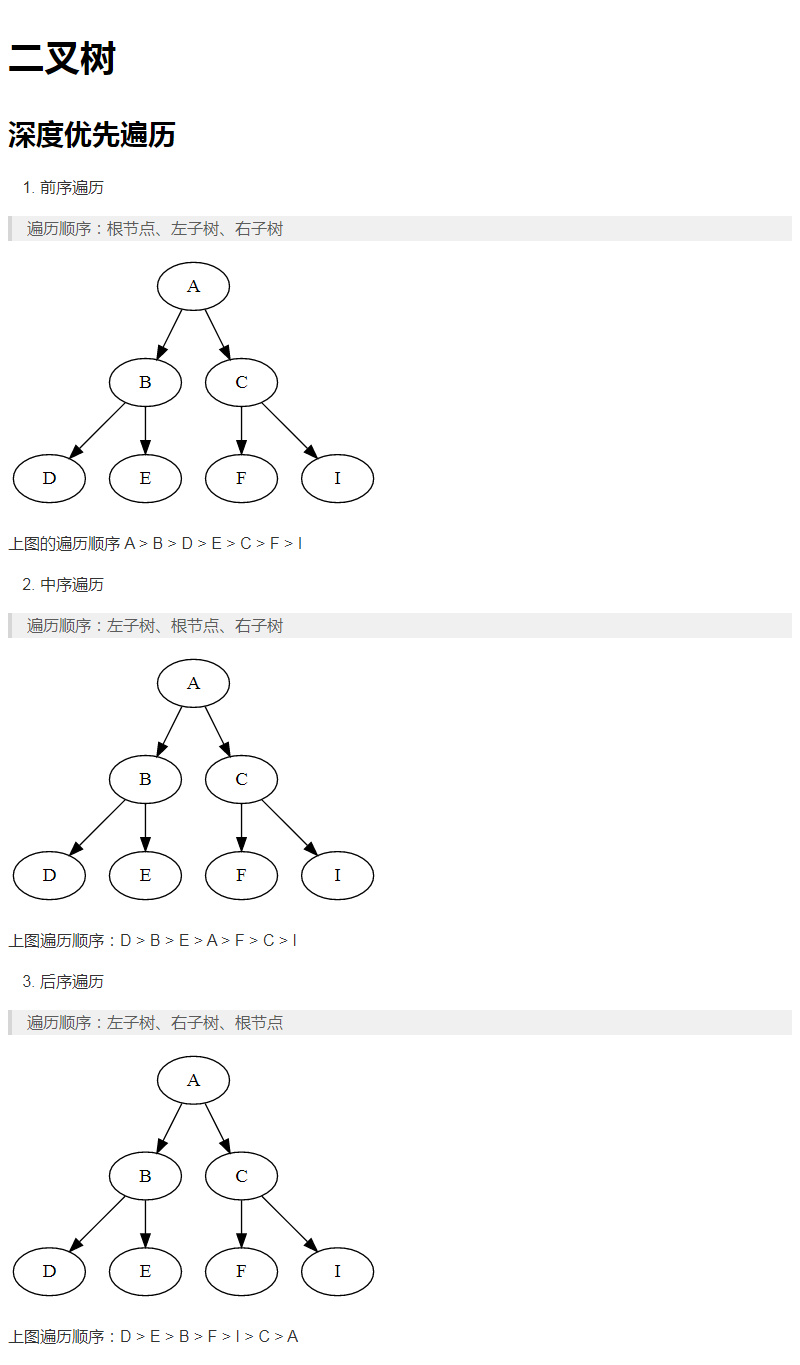 二叉树
深度优先遍历
1. 前序遍历
遍历顺序：根节点、左子树、右子树
A
B C
D E F I
上图的遍历顺序 A > B > D > E > C > F > I
2. 中序遍历
遍历顺序：左子树、根节点、右子树
A
B C
D E F I
上图遍历顺序：D > B > E > A > F > C > I
3. 后序遍历
遍历顺序：左子树、右子树、根节点
A
B C
D E F I
上图遍历顺序：D > E > B > F > I > C > A